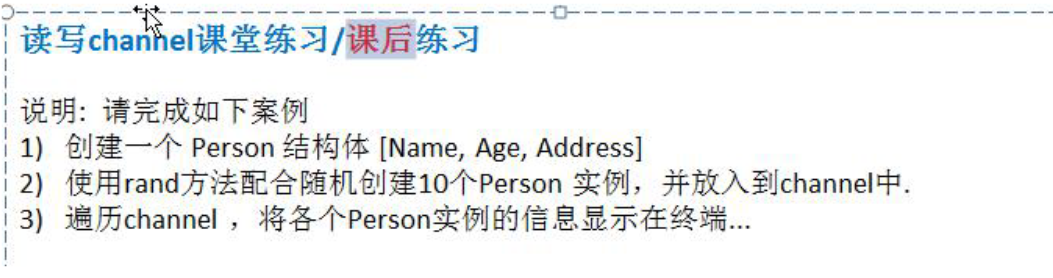 读写channel课堂练习/课后练习
说明: 请完成如下案例
1) 创建一个 Person 结构体 [Name, Age, Address]
2) 使用rand方法配合随机创建10个Person 实例，并放入到channel中.
3) 遍历channel ，将各个Person实例的信息显示在终端...